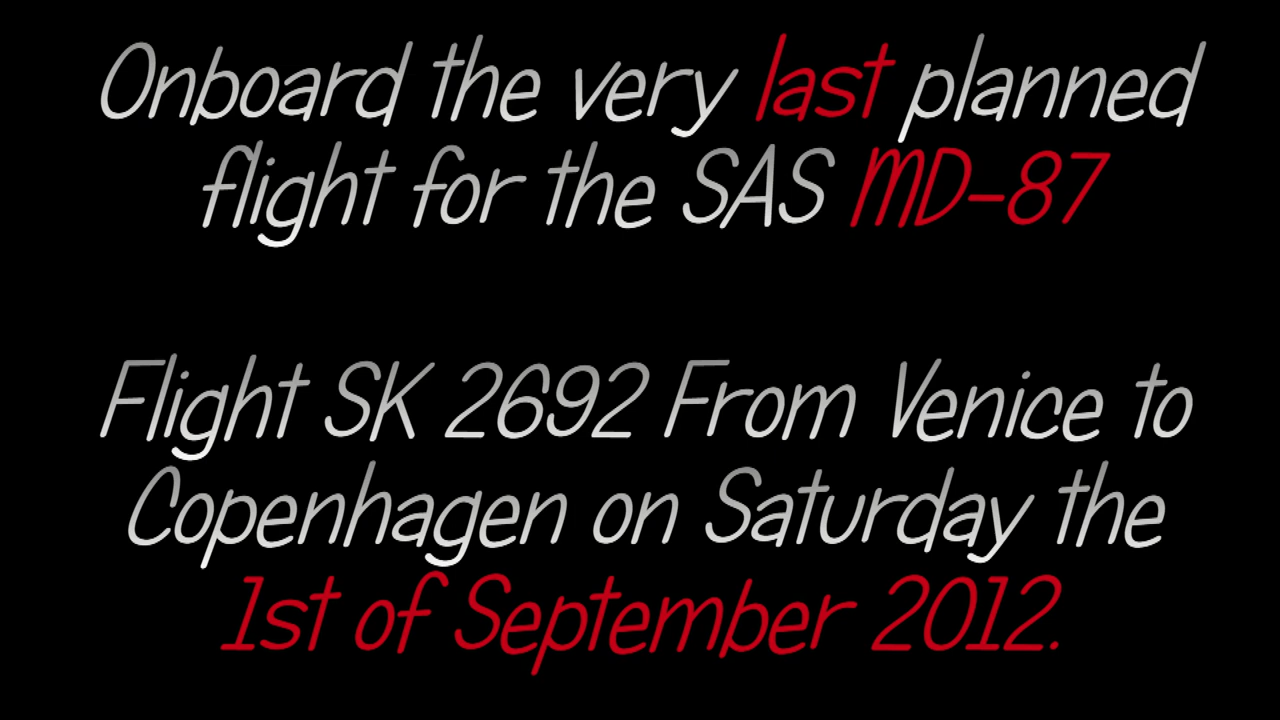 Onboard the very last planned
flight for the SAS MD-87
Flight SK 2692 From Venice to
Copenhagen on Saturday the
1st of September 2012.